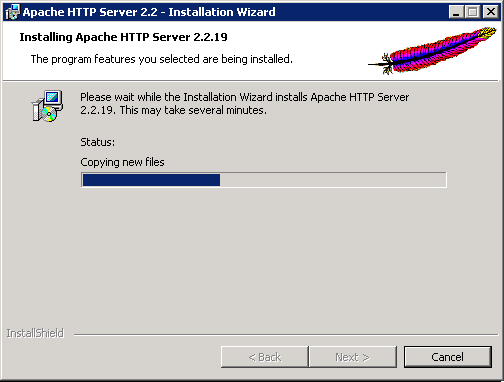 Apache HTTP Server 2.2 - Installation Wizard
Installing Apache HTTP Server 2.2.19
The program features you selected are being installed.
Please wait while the Installation Wizard installs Apache HTTP Server
2.2.19. This may take several minutes.
Status:
Copying new files
InstallShield
< Back
Next >
Cancel